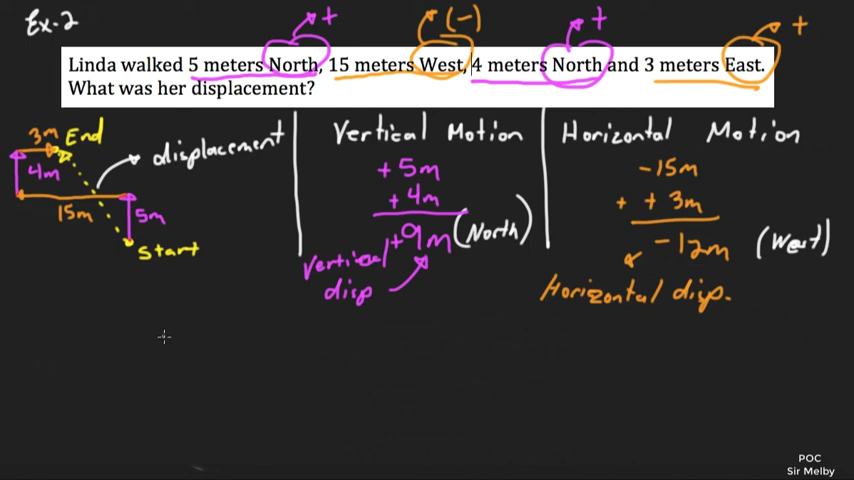 Ex-2
+
(-)
+
+
Linda walked 5 meters North, 15 meters West, 4 meters North and 3 meters East.
What was her displacement?
3m
End
4m
15m
5m
Start
displacement
Vertical Motion
+5m
+4m
+9m (North)
Vertical
disp
Horizontal Motion
-15m
+ + 3m
-12m (West)
Horizontal disp.
POC
Sir Melby